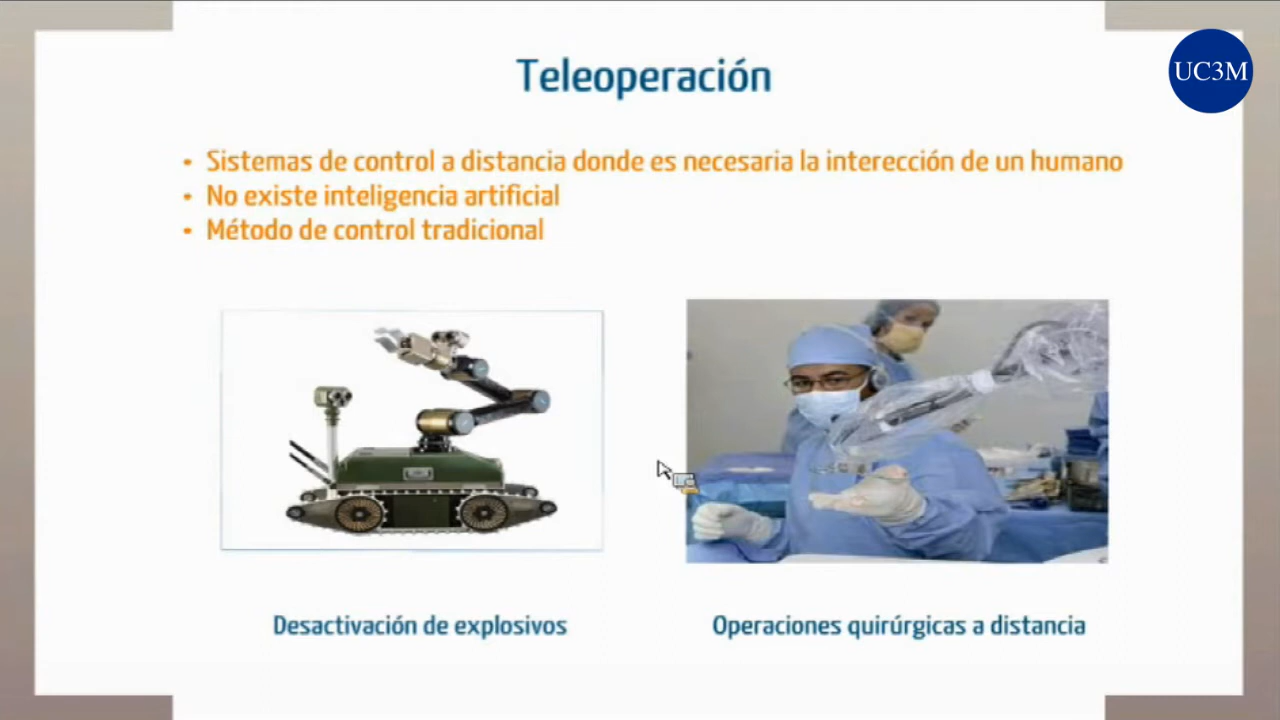 UC3M
Teleoperación
• Sistemas de control a distancia donde es necesaria la interección de un humano
• No existe inteligencia artificial
• Método de control tradicional
Desactivación de explosivos
Operaciones quirúrgicas a distancia